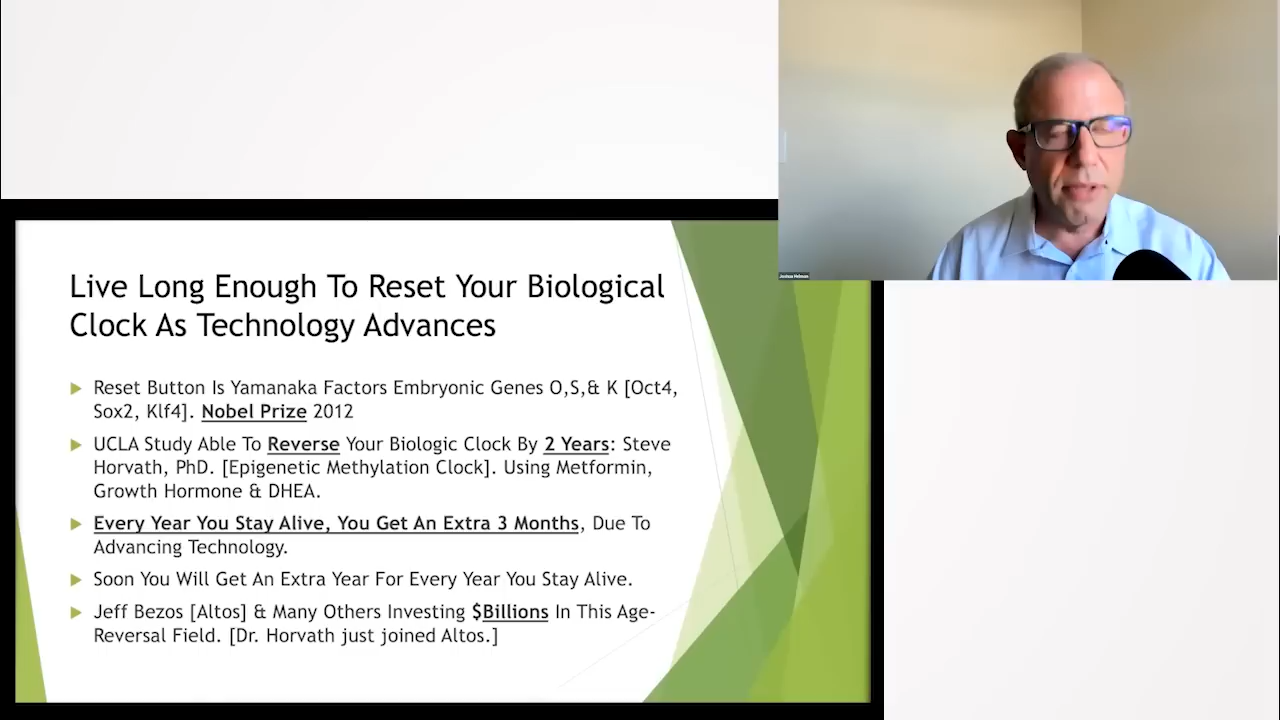 Joshua Helman
Live Long Enough To Reset Your Biological
Clock As Technology Advances
Reset Button Is Yamanaka Factors Embryonic Genes O,S,& K [Oct4,
Sox2, Klf4]. Nobel Prize 2012
UCLA Study Able To Reverse Your Biologic Clock By 2 Years: Steve
Horvath, PhD. [Epigenetic Methylation Clock]. Using Metformin,
Growth Hormone & DHEA.
Every Year You Stay Alive, You Get An Extra 3 Months, Due To
Advancing Technology.
Soon You Will Get An Extra Year For Every Year You Stay Alive.
Jeff Bezos [Altos] & Many Others Investing $Billions In This Age-
Reversal Field. [Dr. Horvath just joined Altos.]